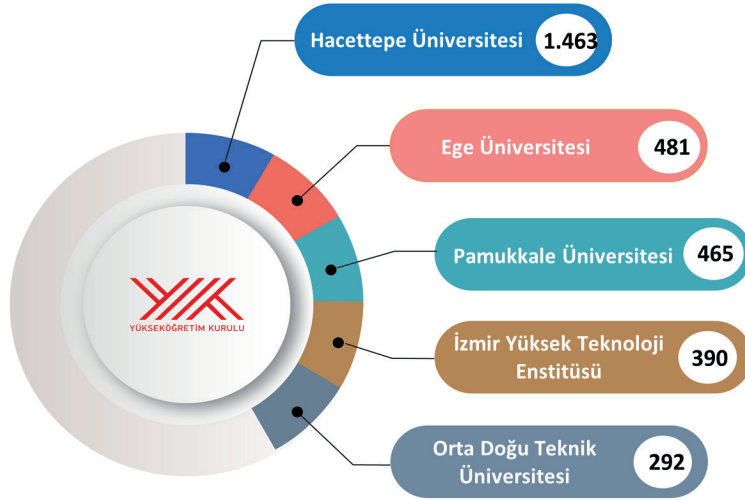 Hacettepe Üniversitesi 1.463
Ege Üniversitesi 481
Pamukkale Üniversitesi 465
İzmir Yüksek Teknoloji
Enstitüsü 390
Orta Doğu Teknik
Üniversitesi 292
YÜKSEKÖĞRETİM KURULU